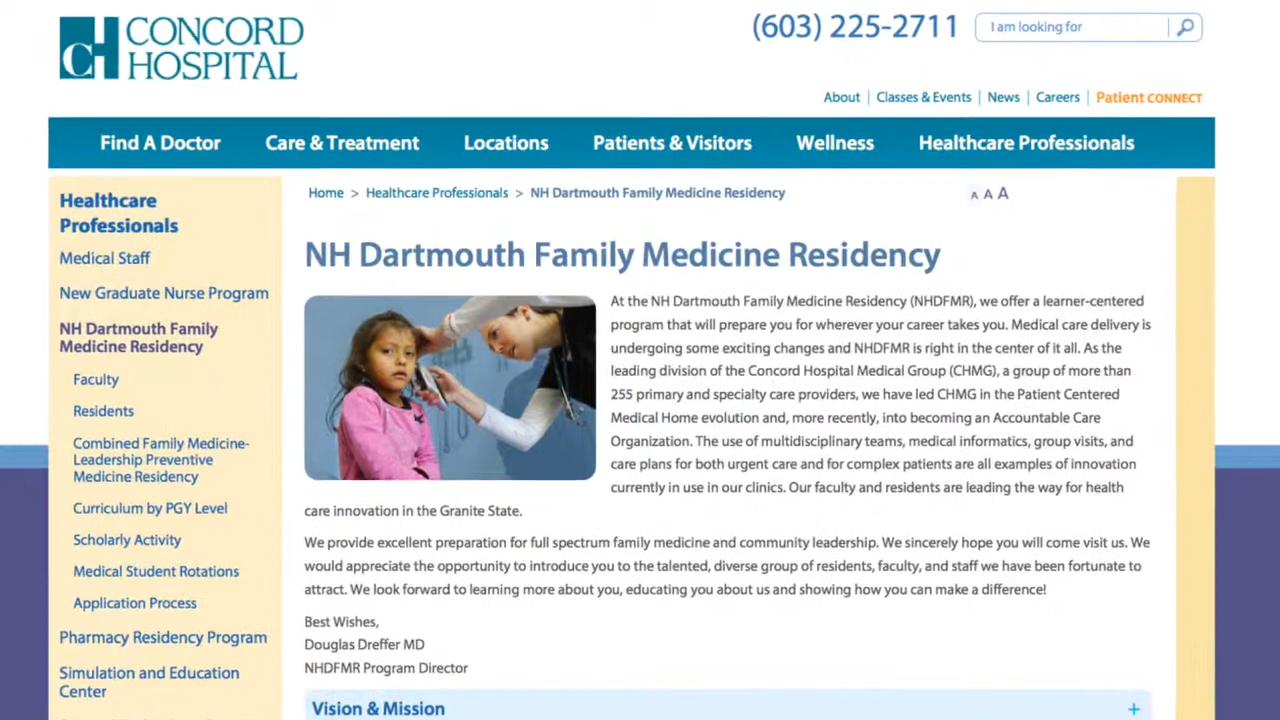 CONCORD
HOSPITAL
CH
(603) 225-2711
I am looking for
About | Classes & Events | News | Careers | Patient CONNECT
Find A Doctor Care & Treatment Locations Patients & Visitors Wellness Healthcare Professionals
Healthcare
Professionals
Medical Staff
New Graduate Nurse Program
NH Dartmouth Family
Medicine Residency
Faculty
Residents
Combined Family Medicine-
Leadership Preventive
Medicine Residency
Curriculum by PGY Level
Scholarly Activity
Medical Student Rotations
Application Process
Pharmacy Residency Program
Simulation and Education
Center
Home > Healthcare Professionals > NH Dartmouth Family Medicine Residency
A A A
NH Dartmouth Family Medicine Residency
At the NH Dartmouth Family Medicine Residency (NHDFMR), we offer a learner-centered
program that will prepare you for wherever your career takes you. Medical care delivery is
undergoing some exciting changes and NHDFMR is right in the center of it all. As the
leading division of the Concord Hospital Medical Group (CHMG), a group of more than
255 primary and specialty care providers, we have led CHMG in the Patient Centered
Medical Home evolution and, more recently, into becoming an Accountable Care
Organization. The use of multidisciplinary teams, medical informatics, group visits, and
care plans for both urgent care and for complex patients are all examples of innovation
currently in use in our clinics. Our faculty and residents are leading the way for health
care innovation in the Granite State.
We provide excellent preparation for full spectrum family medicine and community leadership. We sincerely hope you will come visit us. We
would appreciate the opportunity to introduce you to the talented, diverse group of residents, faculty, and staff we have been fortunate to
attract. We look forward to learning more about you, educating you about us and showing how you can make a difference!
Best Wishes,
Douglas Dreffer MD
NHDFMR Program Director
Vision & Mission +